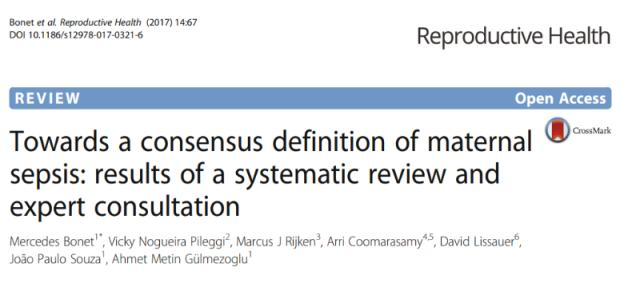 Bonet et al. Reproductive Health (2017) 14:67
DOI 10.1186/s12978-017-0321-6
Reproductive Health
REVIEW
Open Access
Towards a consensus definition of maternal
sepsis: results of a systematic review and
expert consultation
CrossMark
Mercedes Bonet1*, Vicky Nogueira Pileggi2, Marcus J Rijken3, Arri Coomarasamy4,5, David Lissauer6,
João Paulo Souza1, Ahmet Metin Gülmezoglu1